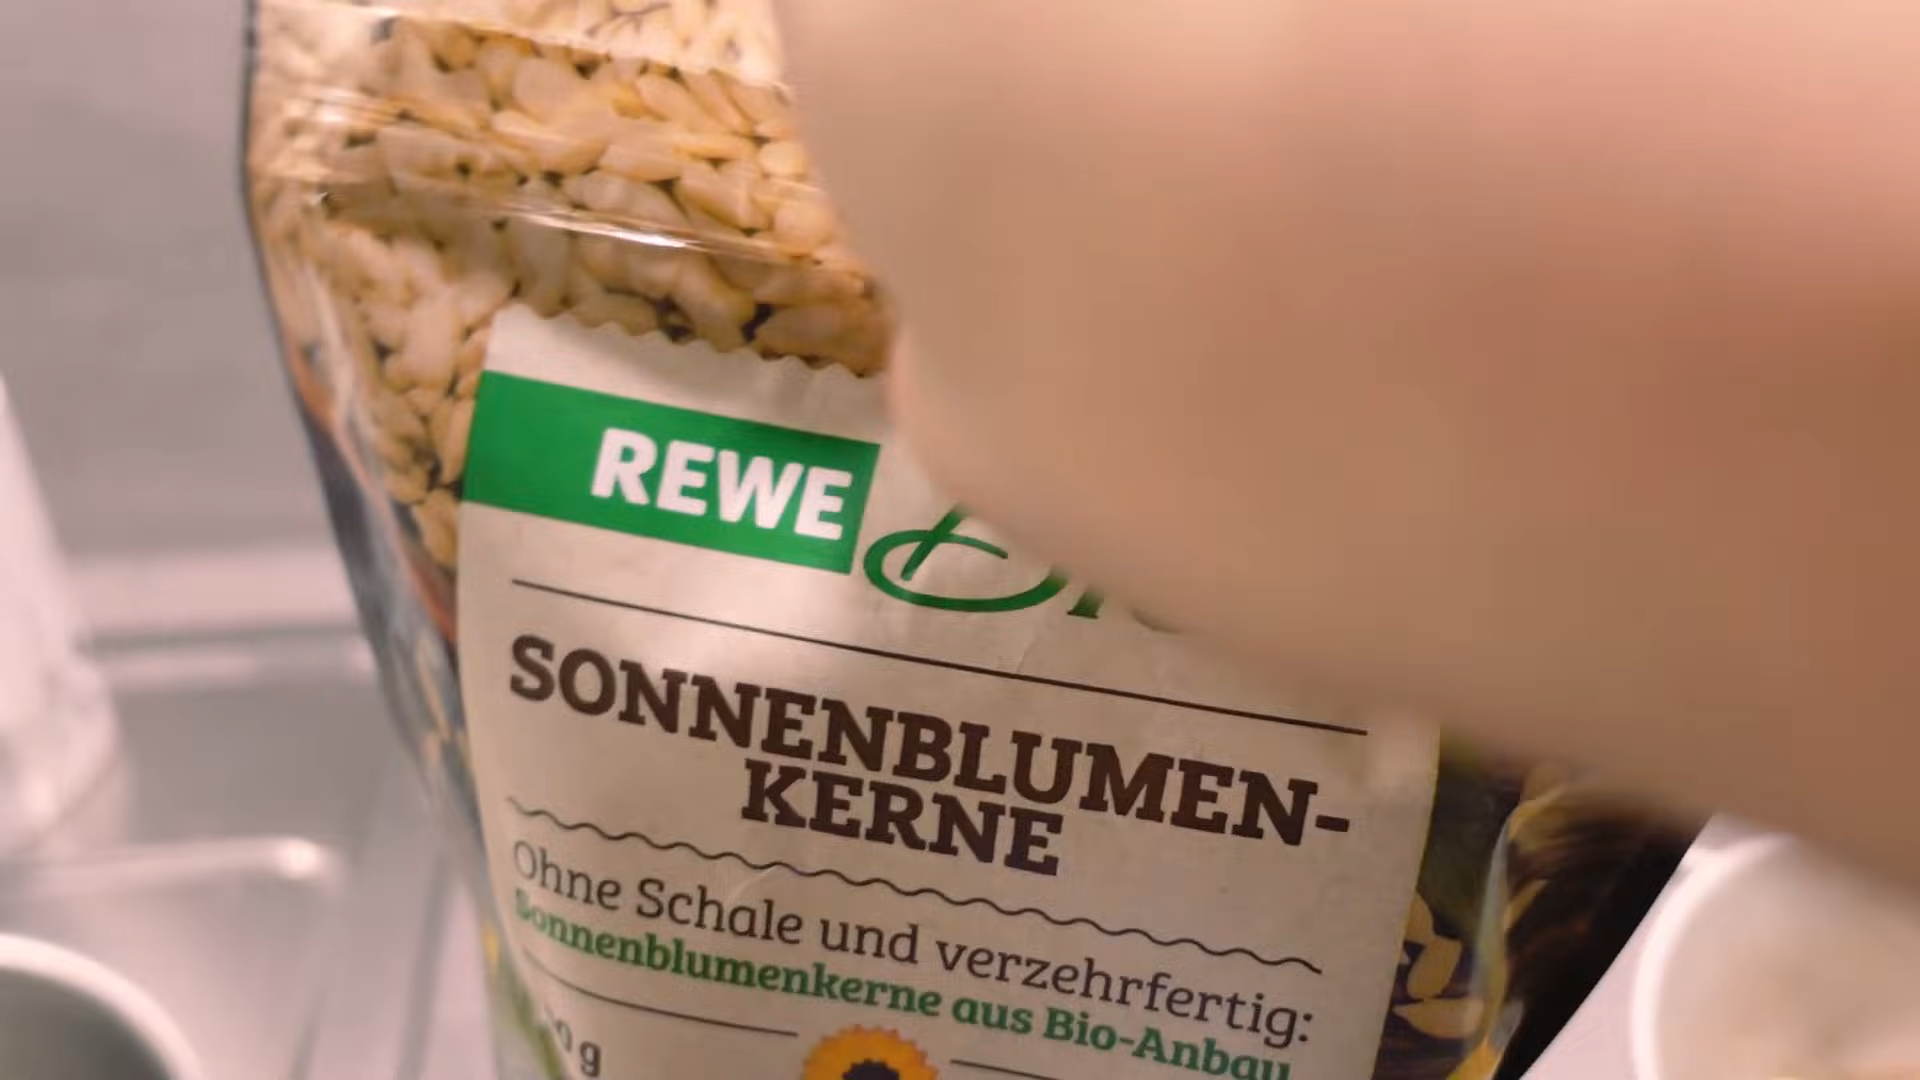 REWE
SONNENBLUMEN-
KERNE
Ohne Schale und verzehrfertig:
Sonnenblumenkerne aus Bio-Anbau
g